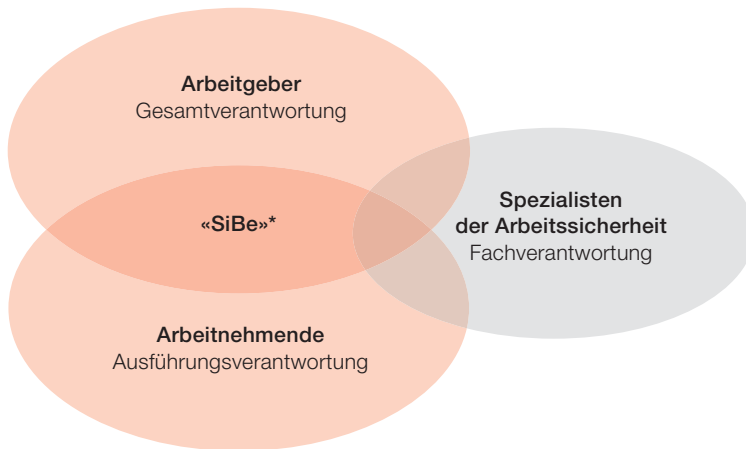 Arbeitgeber
Gesamtverantwortung
«SiBe»*
Spezialisten
der Arbeitssicherheit
Fachverantwortung
Arbeitnehmende
Ausführungsverantwortung